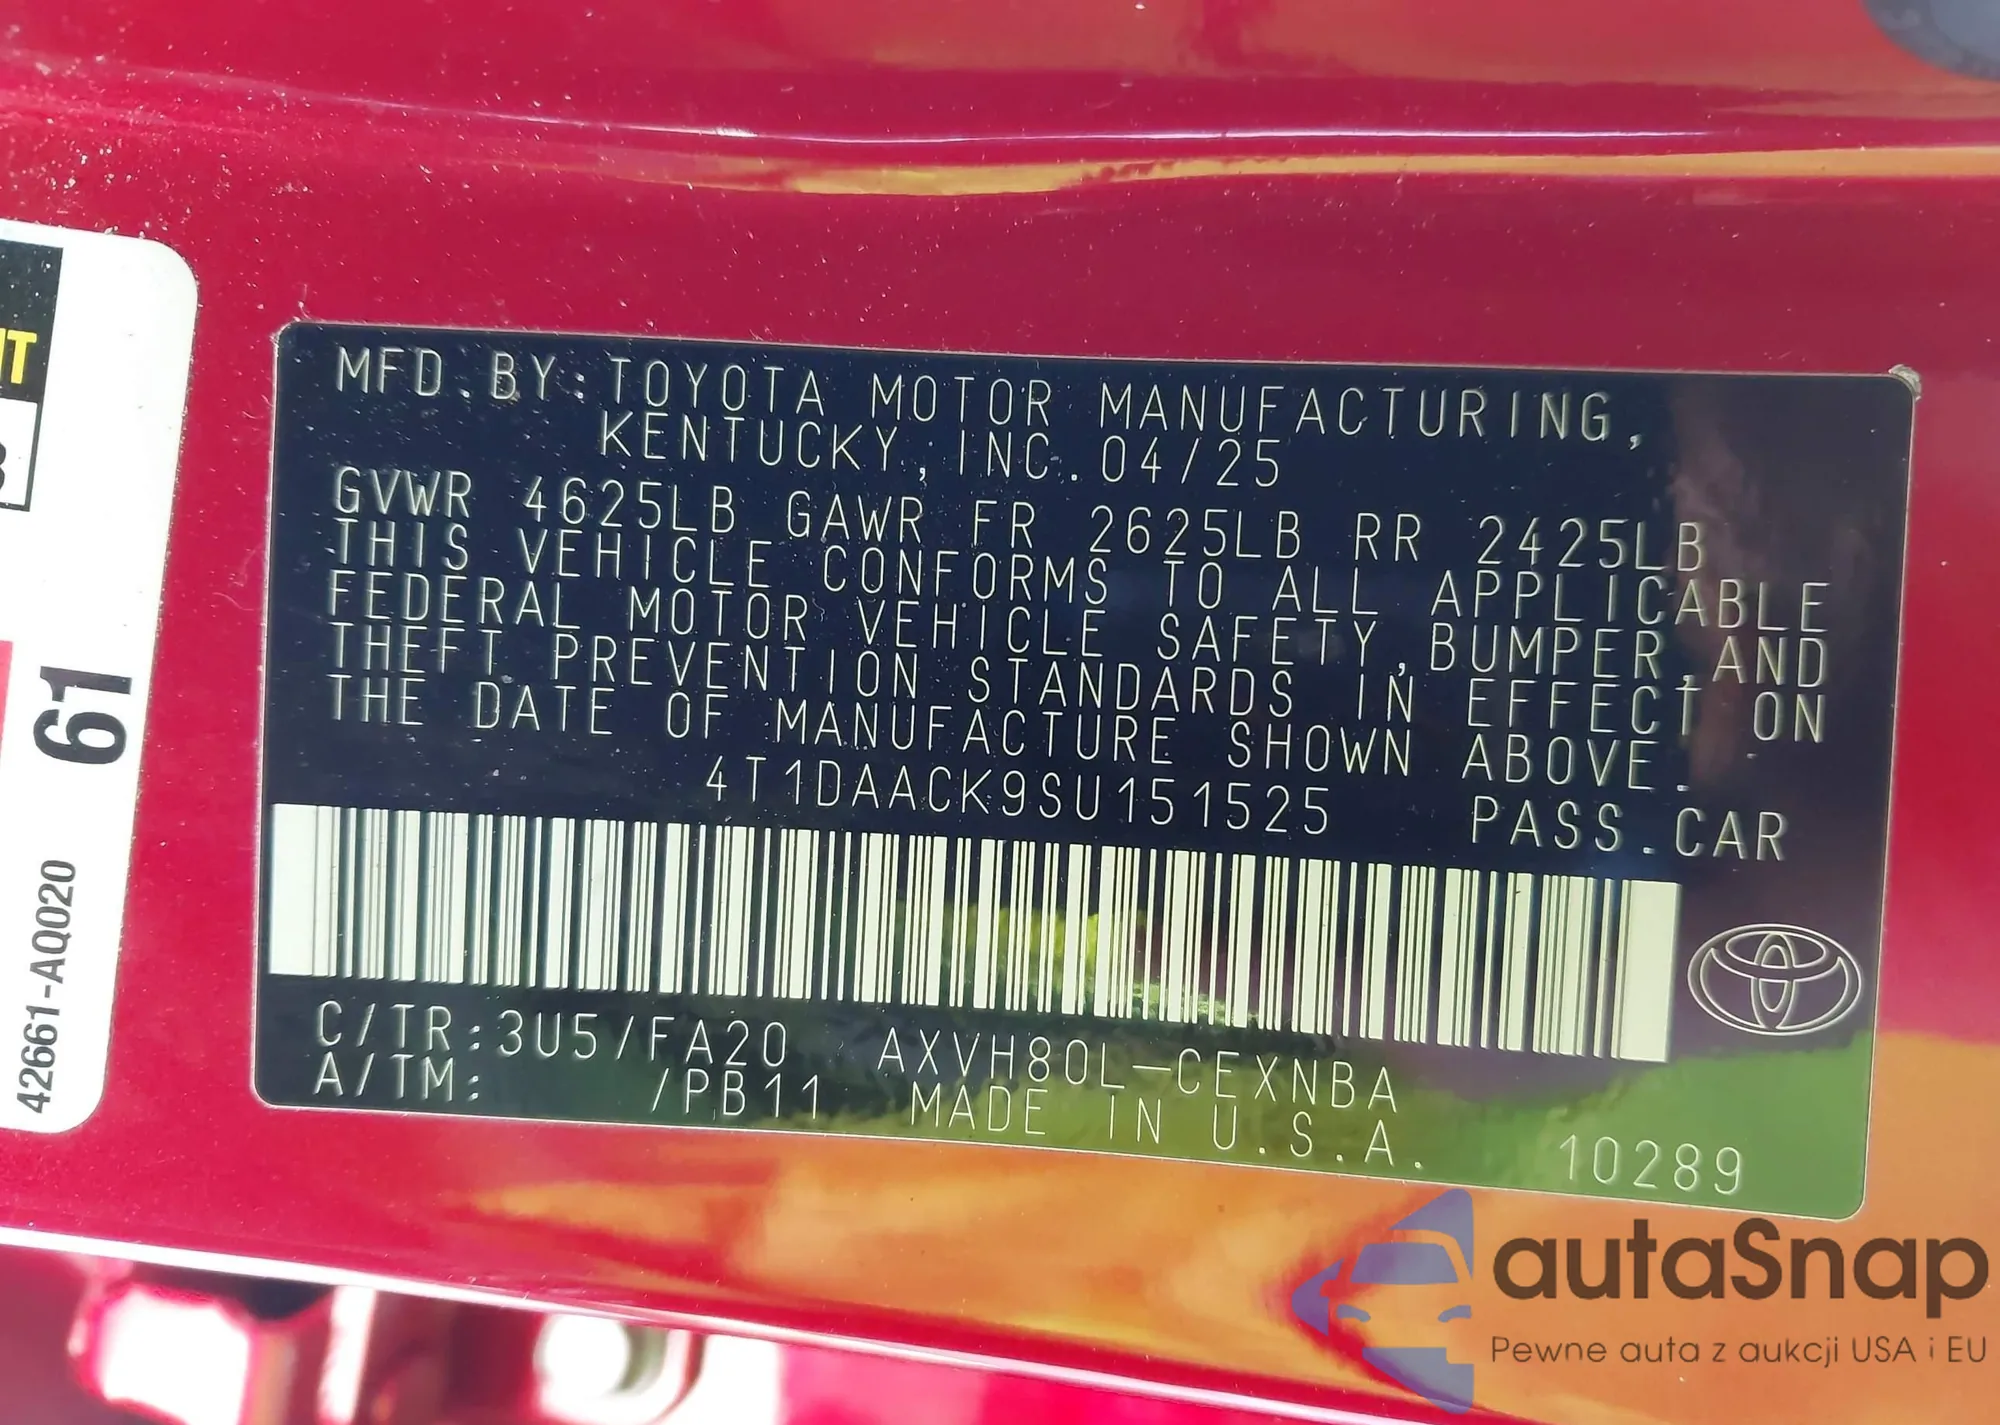 MFD.BY:TOYOTA MOTOR MANUFACTURING,
KENTUCKY,INC.04/25
GVWR 4625LB GAWR FR 2625LB RR 2425LB
THIS VEHICLE CONFORMS TO ALL APPLICABLE
FEDERAL MOTOR VEHICLE SAFETY,BUMPER,AND
THEFT PREVENTION STANDARDS IN EFFECT ON
THE DATE OF MANUFACTURE SHOWN ABOVE.
4T1DAACK9SU151525 PASS.CAR
C/TR:3U5/FA20 AXVH80L-CEXNBA
A/TM: /PB11 MADE IN U.S.A.
10289
61
42661-AQ020
autaSnap
Pewne auta z aukcji USA i EU